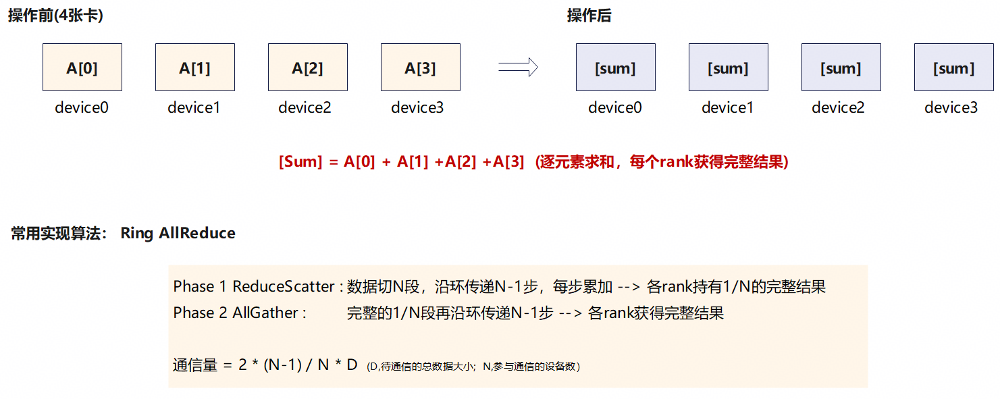 操作前(4张卡)
操作后
A[0]
A[1]
A[2]
A[3]
[sum]
[sum]
[sum]
[sum]
device0
device1
device2
device3
device0
device1
device2
device3
[Sum] = A[0] + A[1] +A[2] +A[3]  (逐元素求和，每个rank获得完整结果)
常用实现算法： Ring AllReduce
Phase 1 ReduceScatter : 数据切N段，沿环传递N-1步，每步累加 --> 各rank持有1/N的完整结果
Phase 2 AllGather : 完整的1/N段再沿环传递N-1步 --> 各rank获得完整结果
通信量 = 2 * (N-1) / N * D (D,待通信的总数据大小；N,参与通信的设备数)